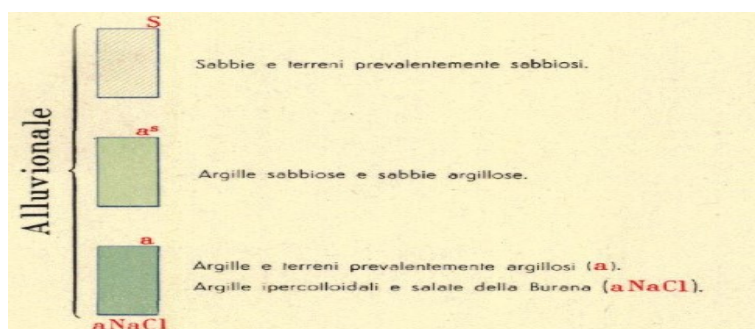 Alluvionale
S
Sabbie e terreni prevalentemente sabbiosi.
aˢ
Argille sabbiose e sabbie argillose.
a
Argille e terreni prevalentemente argillosi (a).
Argille ipercolloidali e salate della Burana (aNaCl).
aNaCl